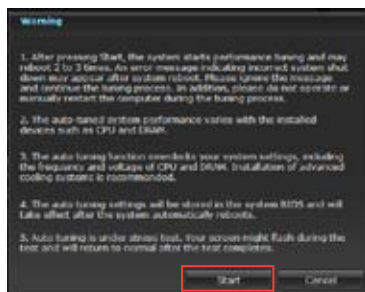 Warning
1. After pressing Start, the system starts performance tuning and may
reboot 2 to 3 times. An error message indicating incorrect system shut
down may appear after system reboot. Please ignore the message
and continue the tuning process. In addition, please do not operate or
manually restart the computer during the tuning process.
2. The auto-tuned system performance varies with the installed
devices such as CPU and DRAM.
3. The auto tuning function overclocks your system settings, including
the frequency and voltage of CPU and DRAM. Installation of advanced
cooling systems is recommended.
4. The auto tuning settings will be stored in the system BIOS and will
take effect after the system automatically reboots.
5. Auto tuning is under stress test. Your screen might flash during the
test and will return to normal after the test completes.
Start
Cancel